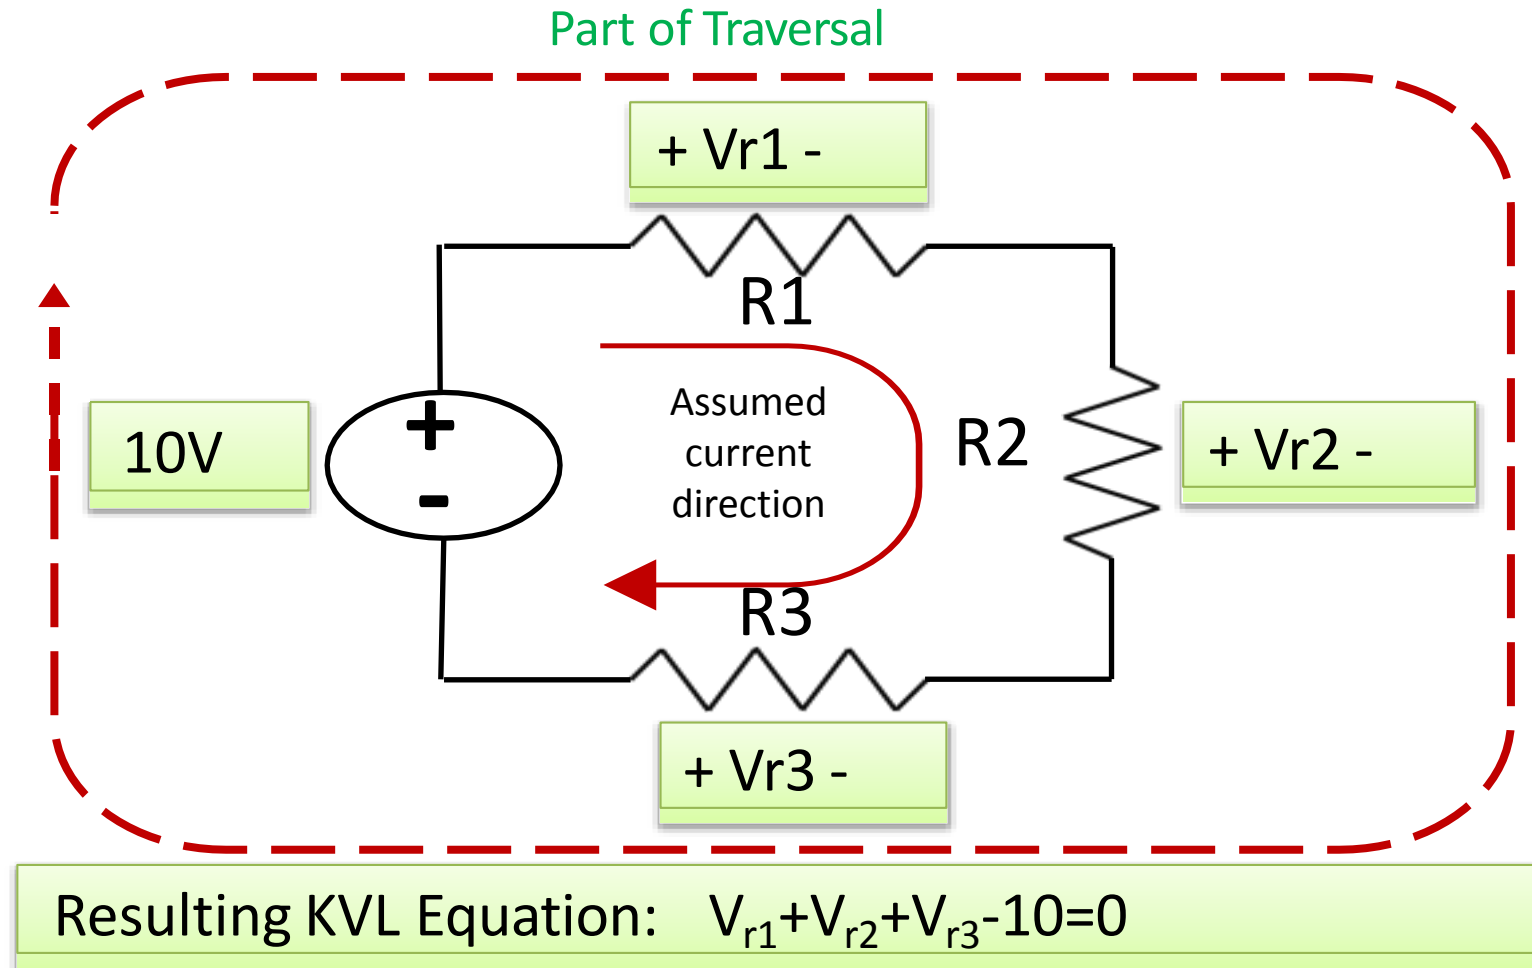 Part of Traversal
+ Vr1 -
R1
10V
+
-
Assumed
current
direction
R2
+ Vr2 -
R3
+ Vr3 -
Resulting KVL Equation: Vr1+Vr2+Vr3-10=0